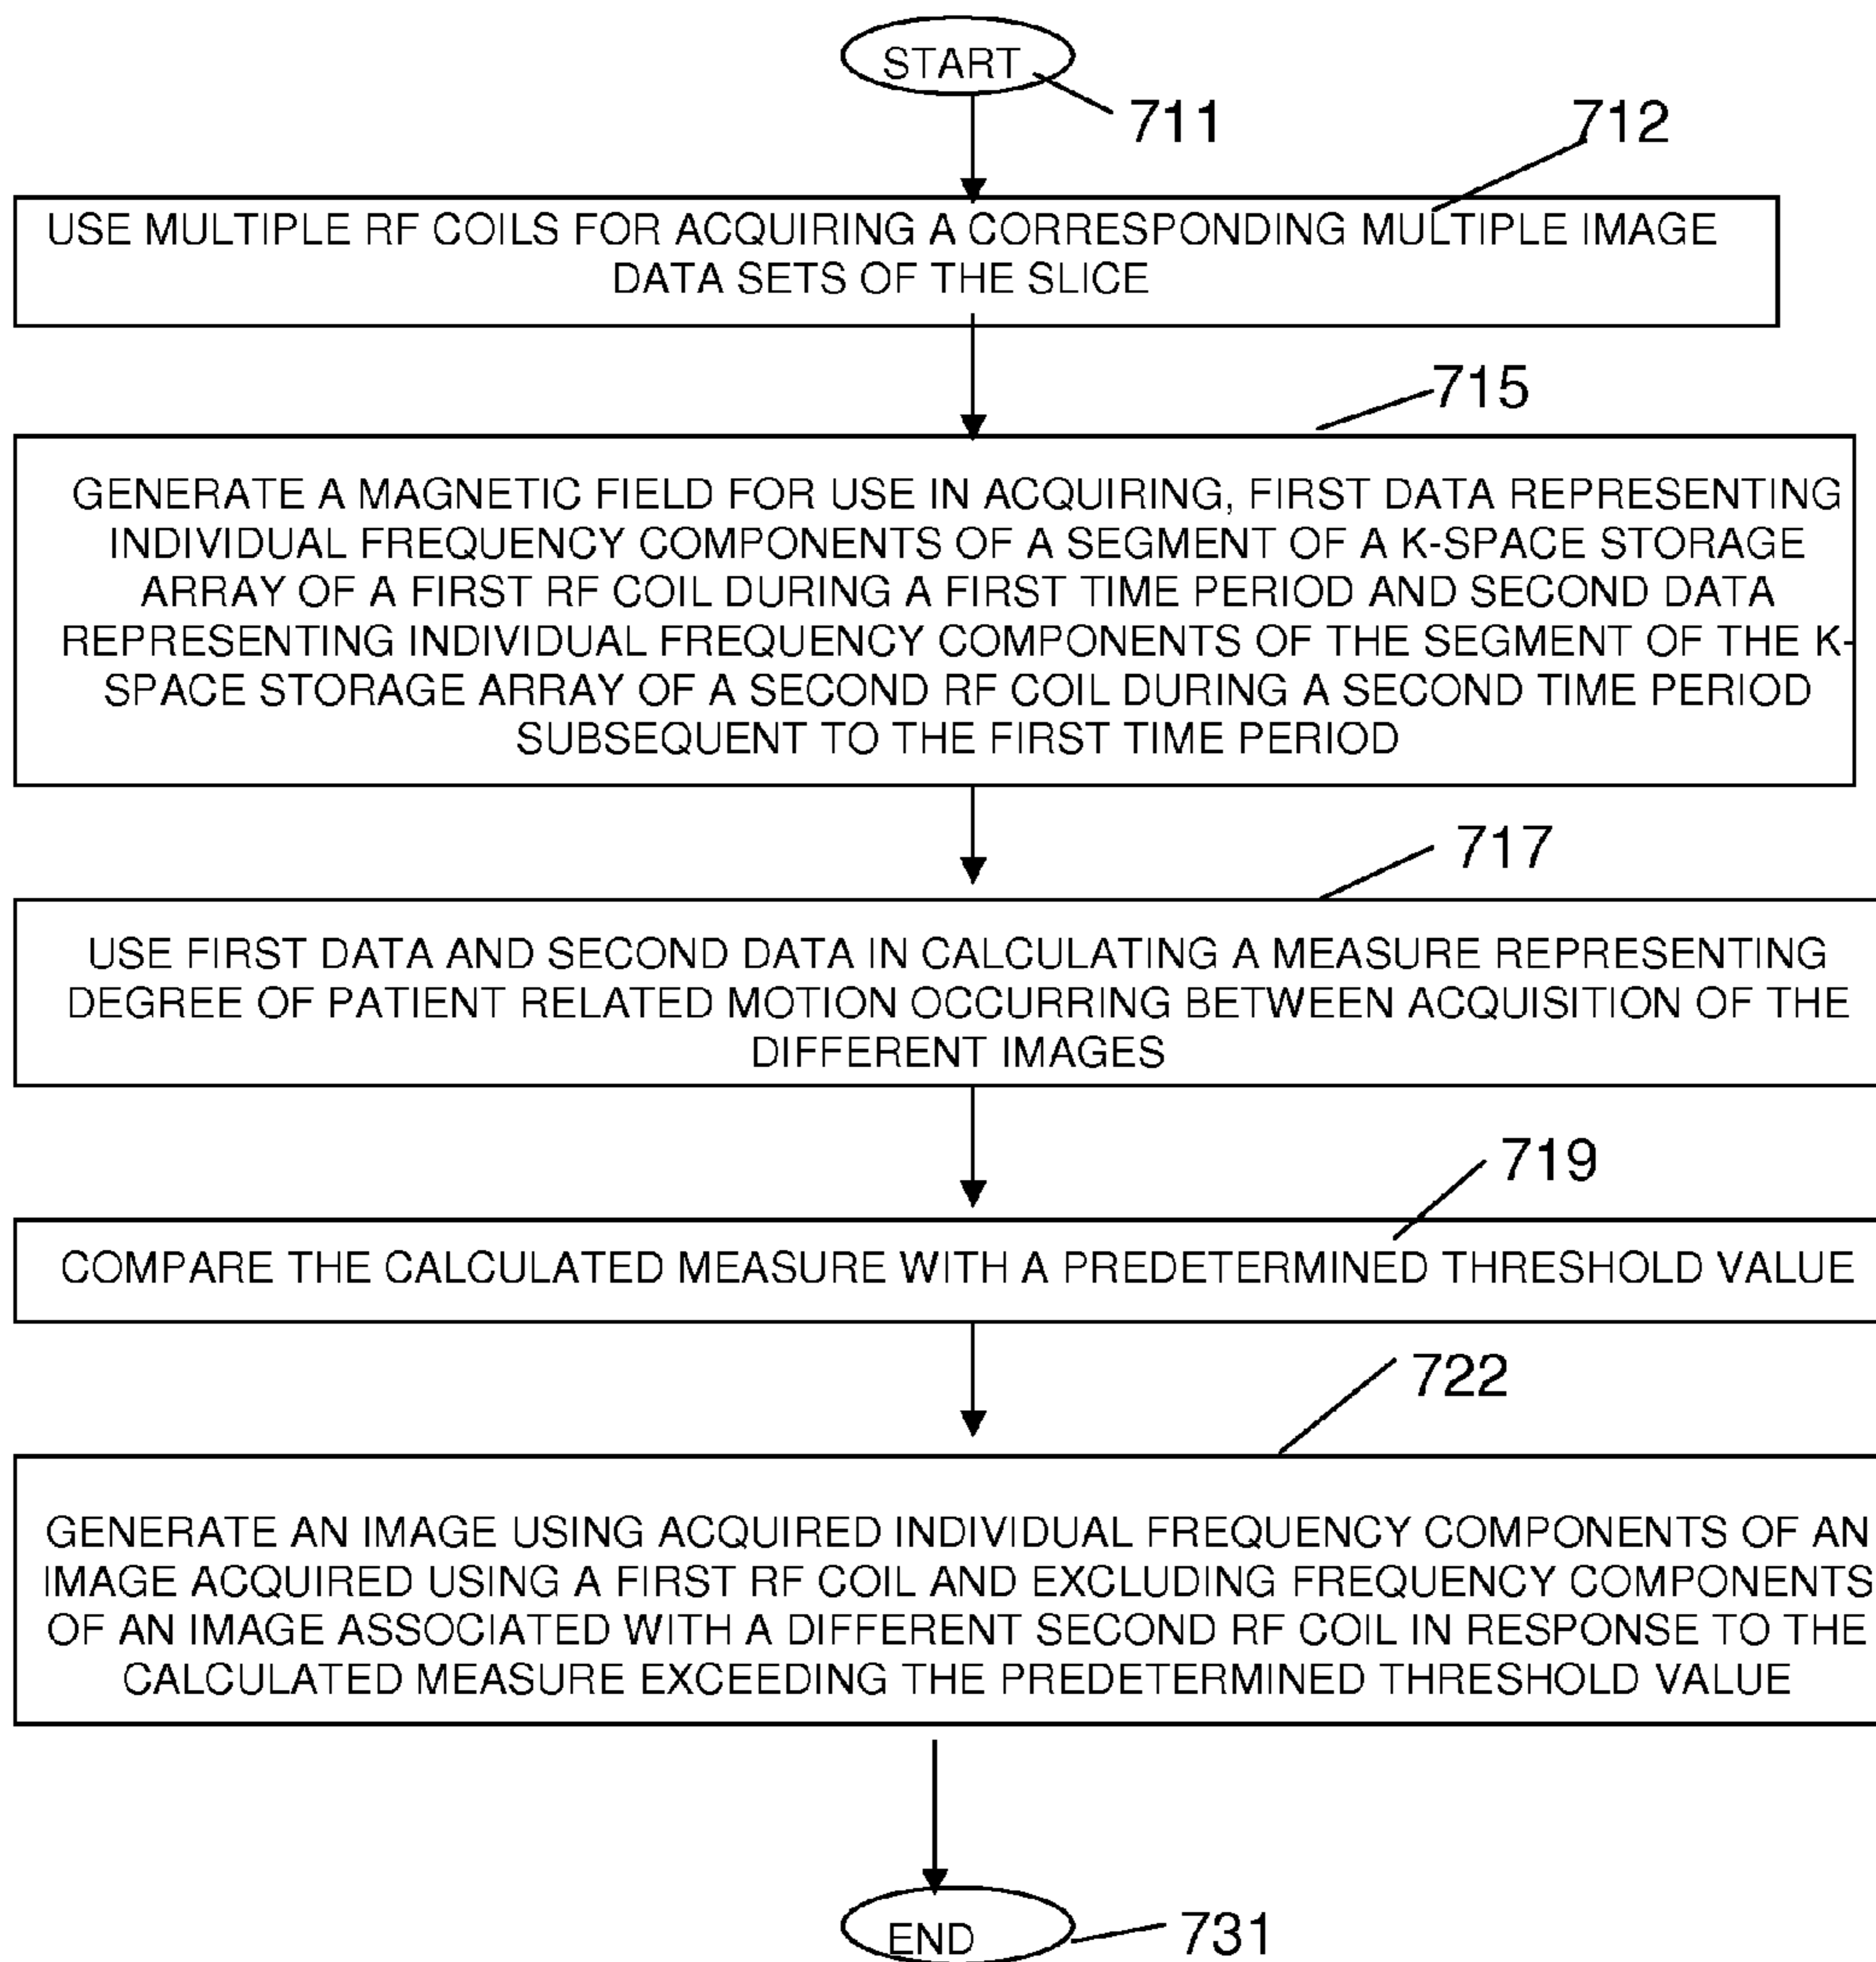 START
711
712
USE MULTIPLE RF COILS FOR ACQUIRING A CORRESPONDING MULTIPLE IMAGE
DATA SETS OF THE SLICE
715
GENERATE A MAGNETIC FIELD FOR USE IN ACQUIRING, FIRST DATA REPRESENTING
INDIVIDUAL FREQUENCY COMPONENTS OF A SEGMENT OF A K-SPACE STORAGE
ARRAY OF A FIRST RF COIL DURING A FIRST TIME PERIOD AND SECOND DATA
REPRESENTING INDIVIDUAL FREQUENCY COMPONENTS OF THE SEGMENT OF THE K-
SPACE STORAGE ARRAY OF A SECOND RF COIL DURING A SECOND TIME PERIOD
SUBSEQUENT TO THE FIRST TIME PERIOD
717
USE FIRST DATA AND SECOND DATA IN CALCULATING A MEASURE REPRESENTING
DEGREE OF PATIENT RELATED MOTION OCCURRING BETWEEN ACQUISITION OF THE
DIFFERENT IMAGES
719
COMPARE THE CALCULATED MEASURE WITH A PREDETERMINED THRESHOLD VALUE
722
GENERATE AN IMAGE USING ACQUIRED INDIVIDUAL FREQUENCY COMPONENTS OF AN
IMAGE ACQUIRED USING A FIRST RF COIL AND EXCLUDING FREQUENCY COMPONENTS
OF AN IMAGE ASSOCIATED WITH A DIFFERENT SECOND RF COIL IN RESPONSE TO THE
CALCULATED MEASURE EXCEEDING THE PREDETERMINED THRESHOLD VALUE
END
731